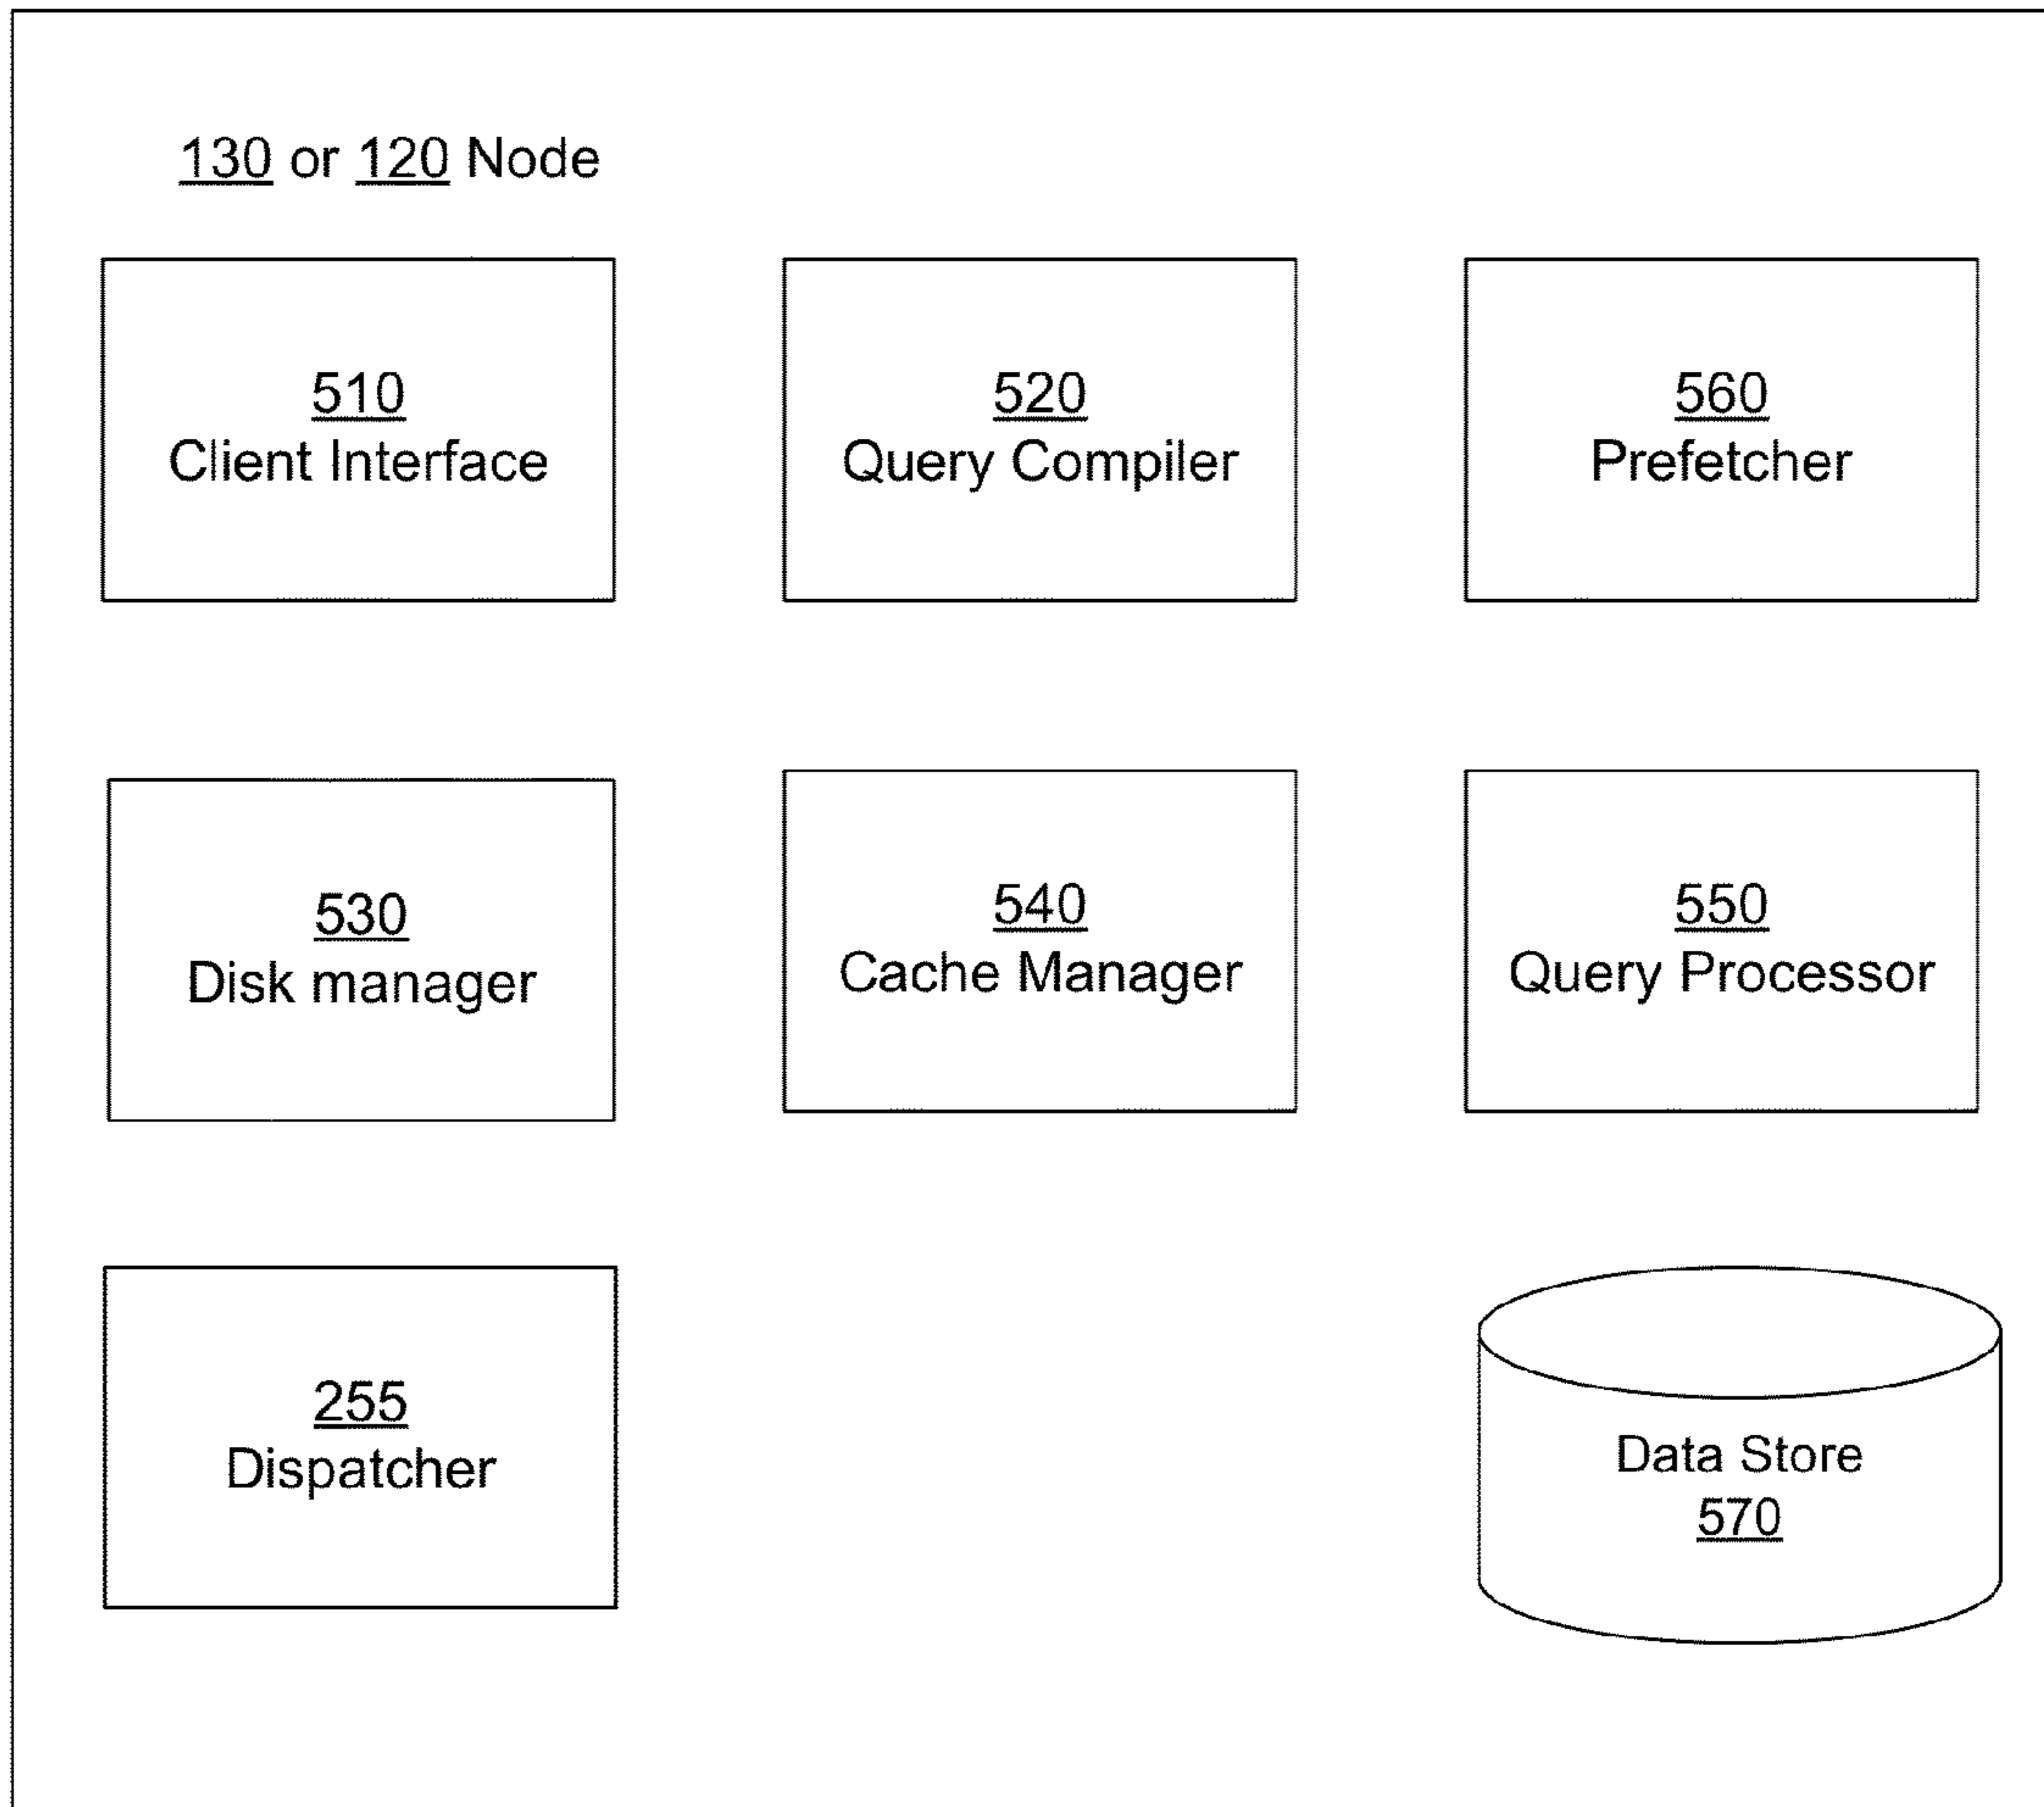 130 or 120 Node
510
Client Interface
520
Query Compiler
560
Prefetcher
530
Disk manager
540
Cache Manager
550
Query Processor
255
Dispatcher
Data Store
570